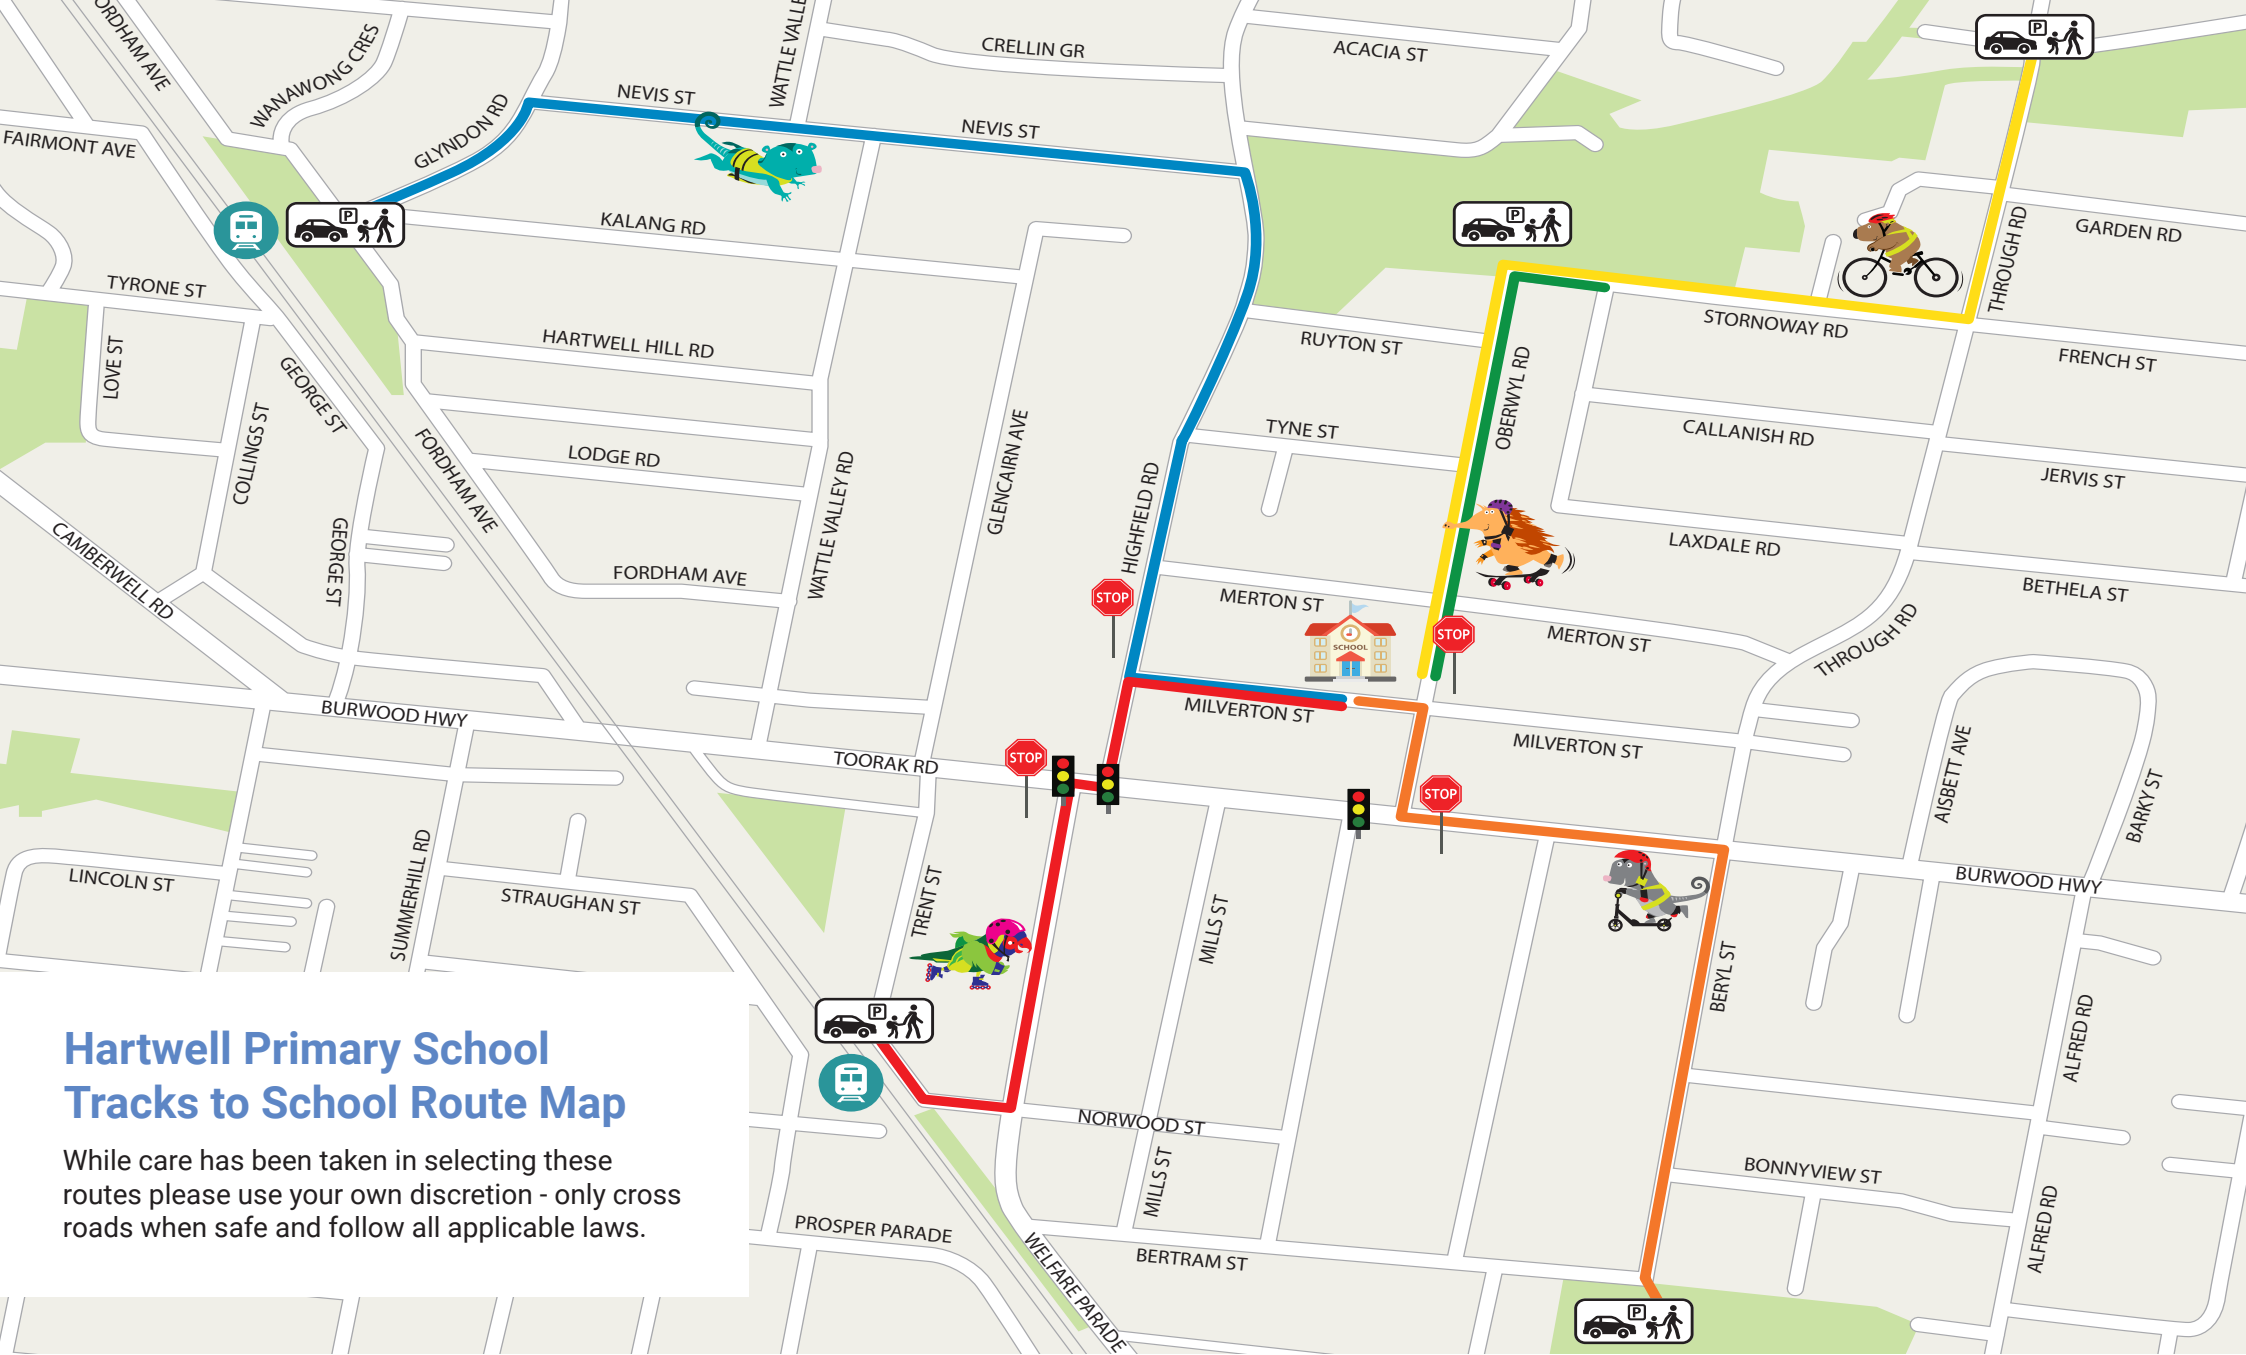 ORDHAM AVE
WANAWONG CRES
WATTLE VALLE
CRELLIN GR
ACACIA ST
P
NEVIS ST
GLYNDON RD
NEVIS ST
FAIRMONT AVE
P
KALANG RD
P
THROUGH RD
GARDEN RD
TYRONE ST
LOVE ST
HARTWELL HILL RD
RUYTON ST
STORNOWAY RD
FRENCH ST
GEORGE ST
COLLINGS ST
FORDHAM AVE
LODGE RD
WATTLE VALLEY RD
GLENCAIRN AVE
HIGHFIELD RD
TYNE ST
OBERWYL RD
CALLANISH RD
JERVIS ST
CAMBERWELL RD
GEORGE ST
FORDHAM AVE
STOP
MERTON ST
SCHOOL
STOP
MERTON ST
LAXDALE RD
BETHELA ST
THROUGH RD
BURWOOD HWY
TOORAK RD
MILVERTON ST
MILVERTON ST
STOP
STOP
AISBETT AVE
BARKY ST
LINCOLN ST
SUMMERHILL RD
STRAUGHAN ST
TRENT ST
MILLS ST
BERYL ST
BURWOOD HWY
ALFRED RD
P
Hartwell Primary School
Tracks to School Route Map
While care has been taken in selecting these
routes please use your own discretion - only cross
roads when safe and follow all applicable laws.
NORWOOD ST
MILLS ST
PROSPER PARADE
WELFARE PARADE
BERTRAM ST
BONNYVIEW ST
ALFRED RD
P